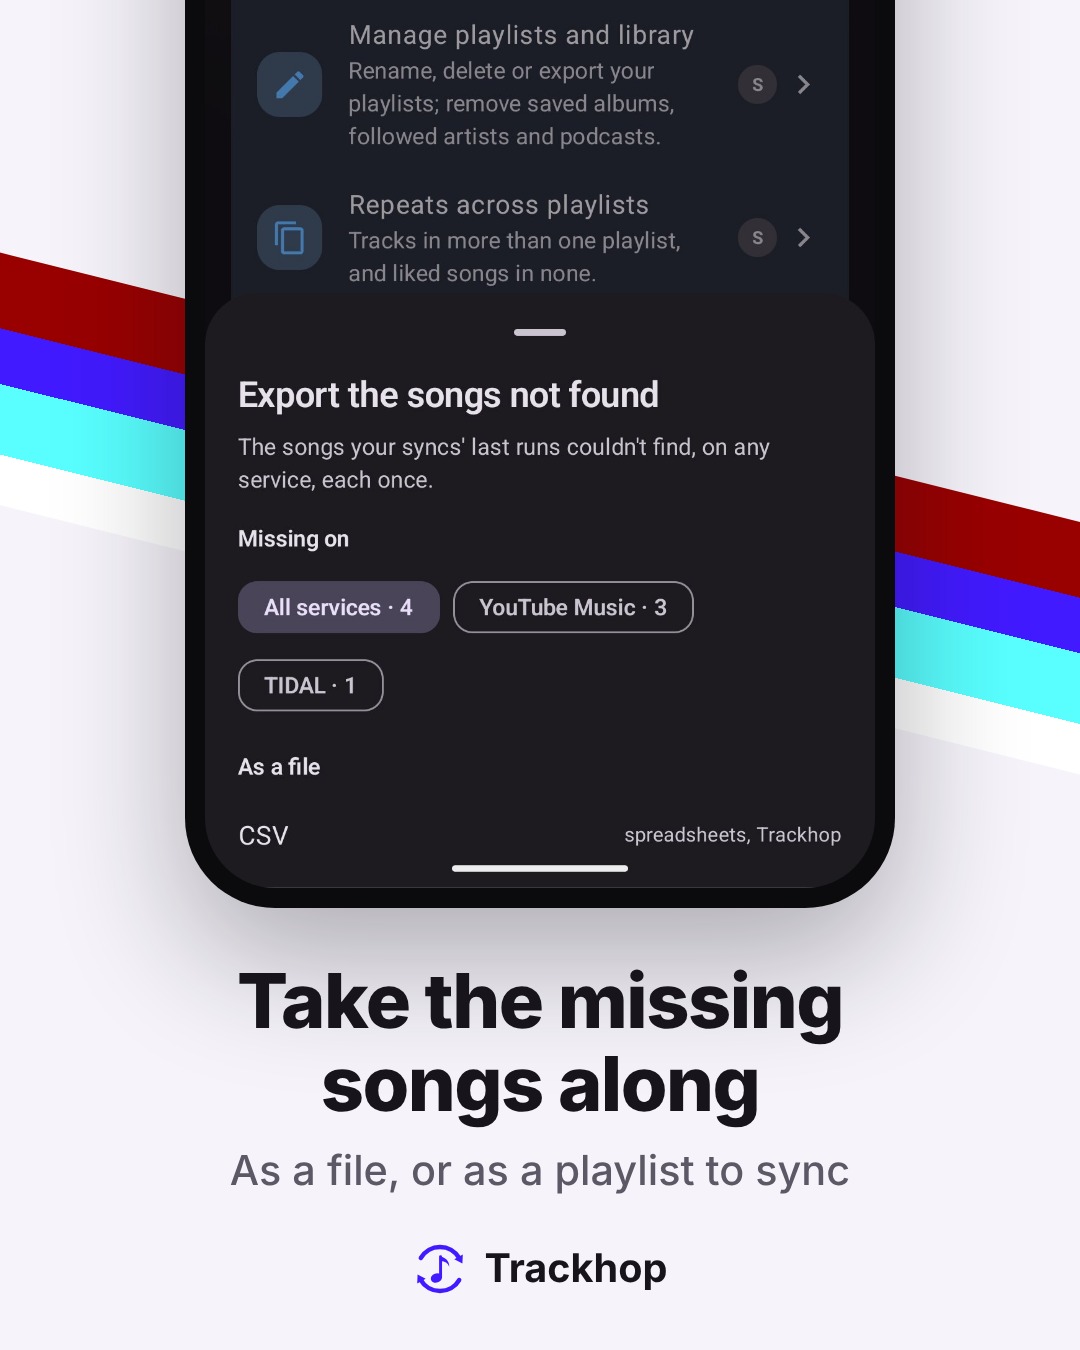 Manage playlists and library
Rename, delete or export your
playlists; remove saved albums,
followed artists and podcasts.
S
Repeats across playlists
Tracks in more than one playlist,
and liked songs in none.
S
Export the songs not found
The songs your syncs' last runs couldn't find, on any
service, each once.
Missing on
All services · 4
YouTube Music · 3
TIDAL · 1
As a file
CSV
spreadsheets, Trackhop
Take the missing
songs along
As a file, or as a playlist to sync
Trackhop